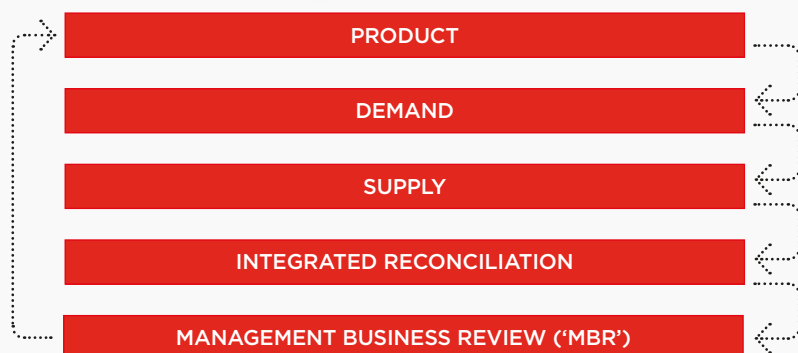 PRODUCT
DEMAND
SUPPLY
INTEGRATED RECONCILIATION
MANAGEMENT BUSINESS REVIEW (‘MBR’)